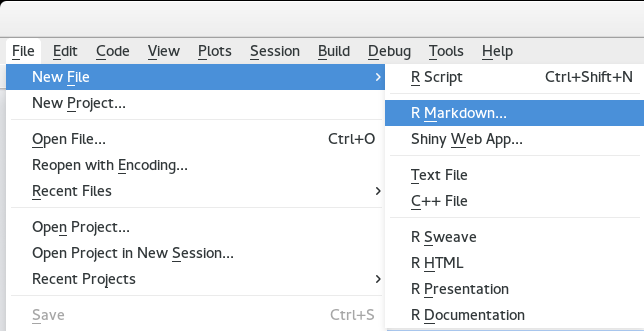 File Edit Code View Plots Session Build Debug Tools Help
New File
New Project...
Open File... Ctrl+O
Reopen with Encoding...
Recent Files
Open Project...
Open Project in New Session...
Recent Projects
Save Ctrl+S
R Script Ctrl+Shift+N
R Markdown...
Shiny Web App...
Text File
C++ File
R Sweave
R HTML
R Presentation
R Documentation